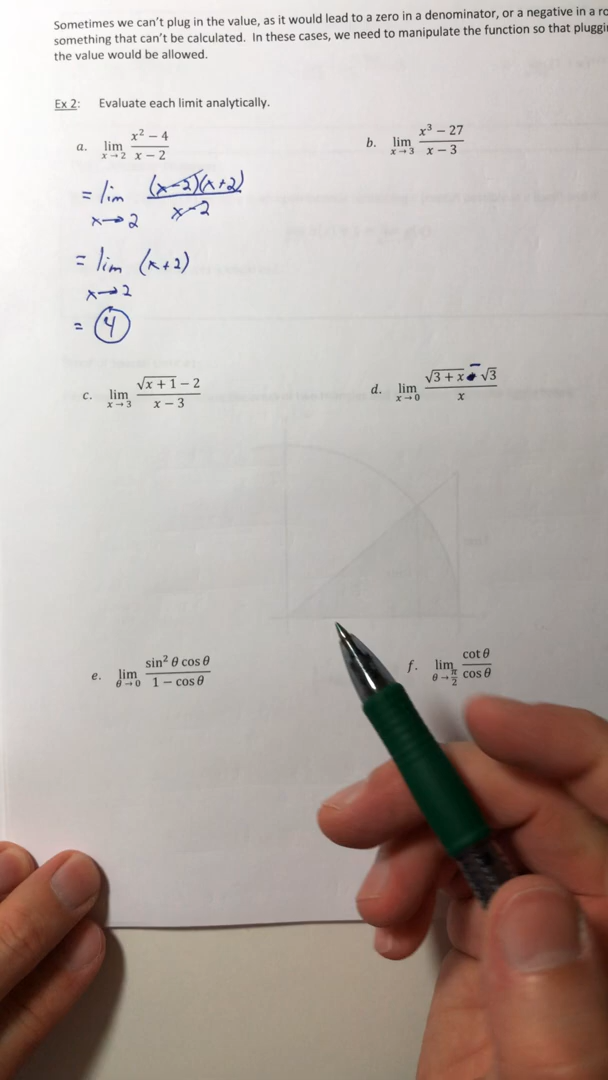 Sometimes we can't plug in the value, as it would lead to a zero in a denominator, or a negative in a
something that can't be calculated. In these cases, we need to manipulate the function so that
the value would be allowed.
Ex 2: Evaluate each limit analytically.
a. lim x→2 (x² − 4)/(x − 2)
= lim x→2 (x−2)(x+2)/(x−2)
= lim x→2 (x+2)
= 4
b. lim x→3 (x³ − 27)/(x − 3)
c. lim x→3 (√(x + 1) − 2)/(x − 3)
d. lim x→0 (√(3 + x) − √3)/x
e. lim θ→0 (sin² θ cos θ)/(1 − cos θ)
f. lim θ→π/2 (cot θ)/(cos θ)